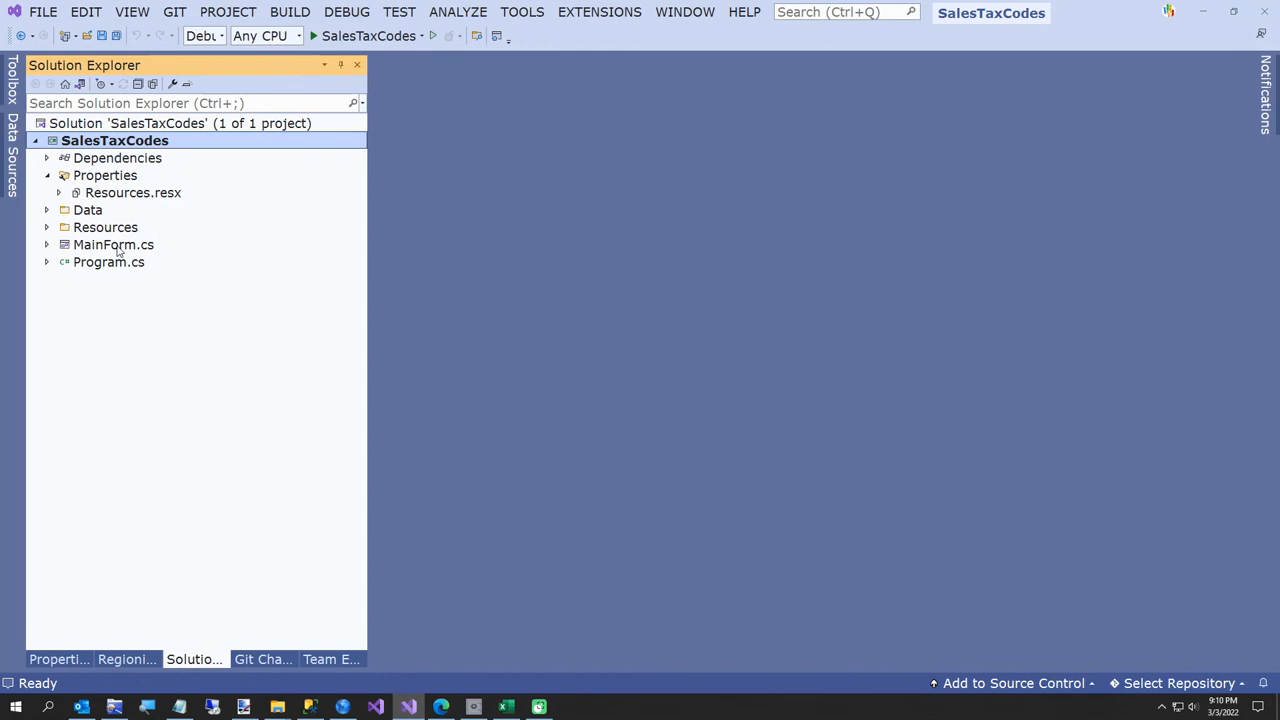 FILE EDIT VIEW GIT PROJECT BUILD DEBUG TEST ANALYZE TOOLS EXTENSIONS WINDOW HELP Search (Ctrl+Q) SalesTaxCodes
Debu Any CPU SalesTaxCodes
Toolbox
Data Sources
Notifications
Solution Explorer
Search Solution Explorer (Ctrl+;)
Solution 'SalesTaxCodes' (1 of 1 project)
SalesTaxCodes
Dependencies
Properties
Resources.resx
Data
Resources
MainForm.cs
C# Program.cs
Properti... Regioni... Solutio... Git Cha... Team E...
Ready Add to Source Control Select Repository
9:10 PM
3/3/2022